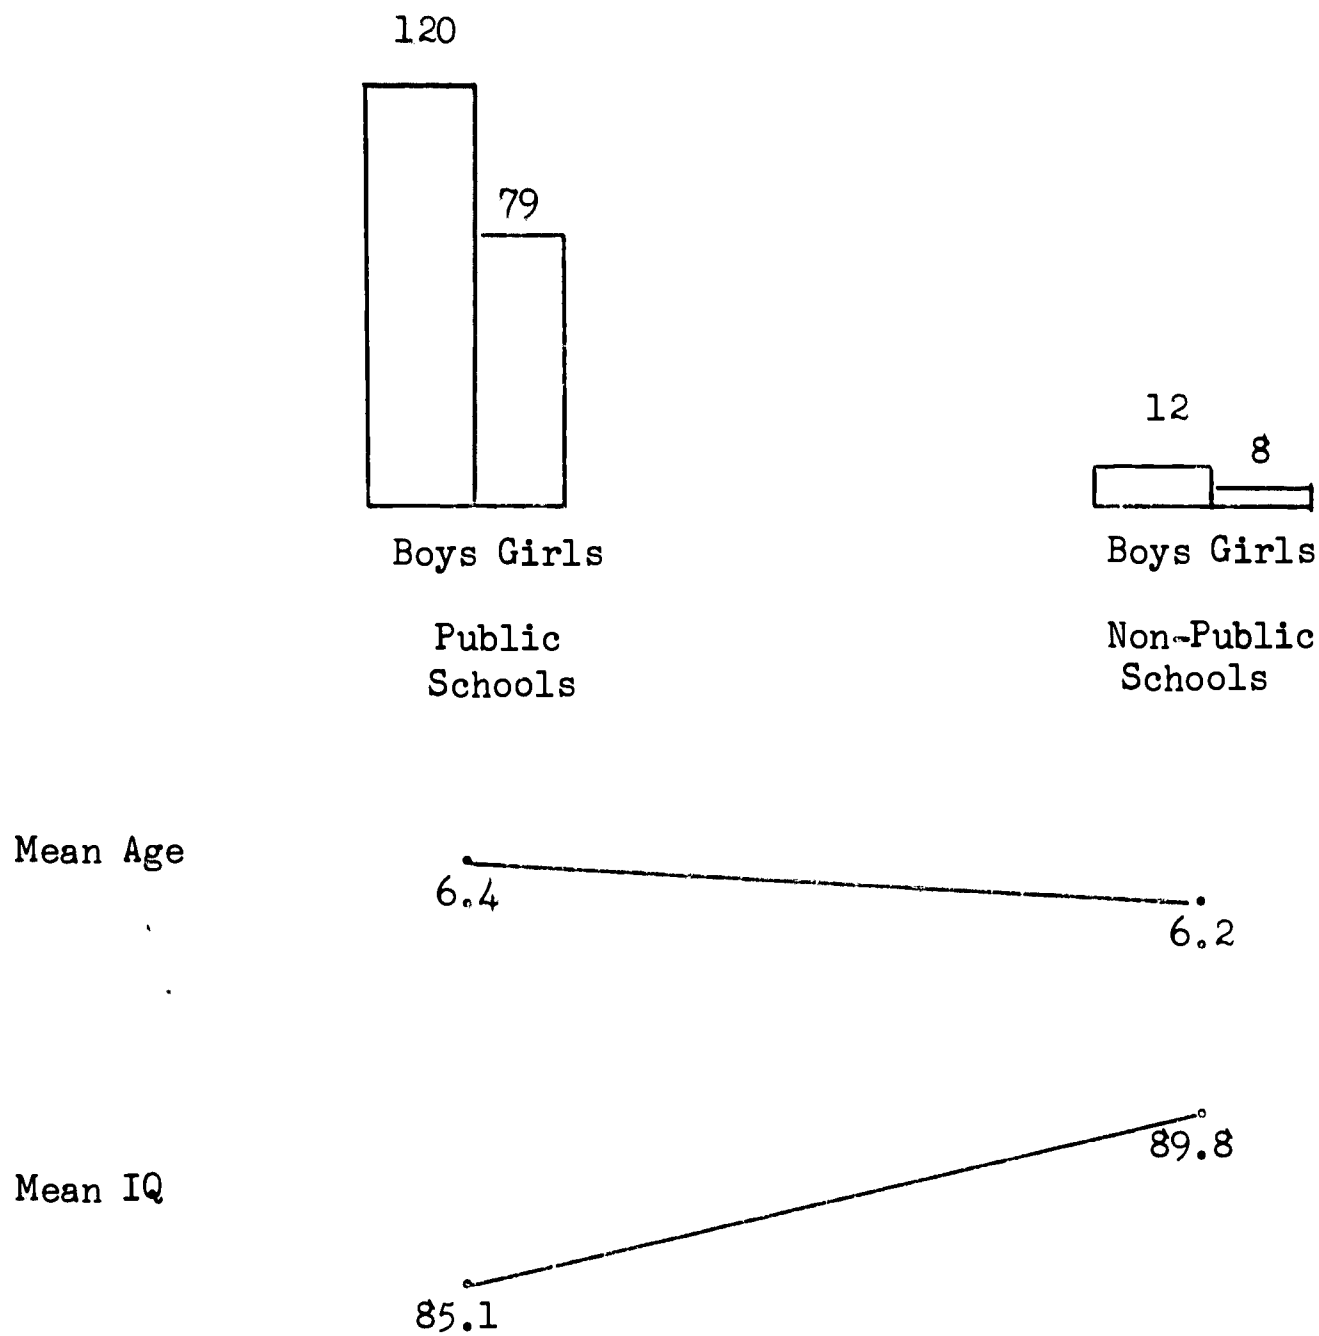 120
79
12
8
Boys Girls
Boys Girls
Public
Schools
Non-Public
Schools
Mean Age
6.4
6.2
89.8
Mean IQ
85.1